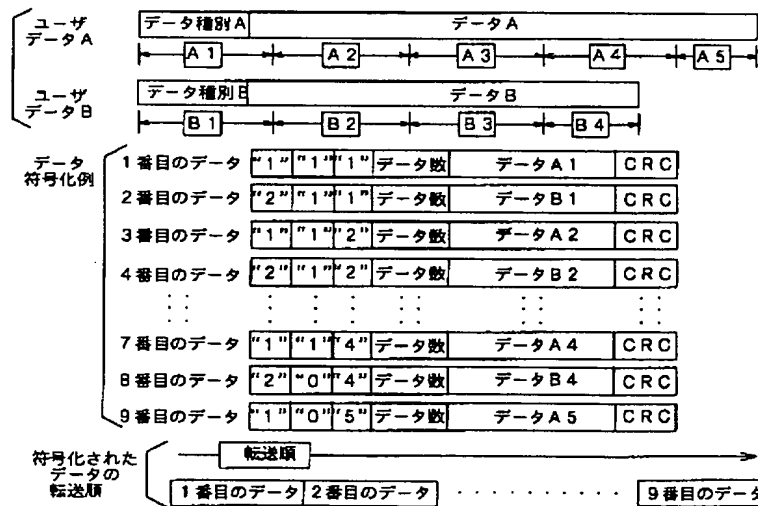 ユーザデータA
データ種別A データA
A1 A2 A3 A4 A5
ユーザデータB
データ種別B データB
B1 B2 B3 B4
データ符号化例
1番目のデータ "1" "1" "1" データ数 データA1 CRC
2番目のデータ "2" "1" "1" データ数 データB1 CRC
3番目のデータ "1" "1" "2" データ数 データA2 CRC
4番目のデータ "2" "1" "2" データ数 データB2 CRC
7番目のデータ "1" "1" "4" データ数 データA4 CRC
8番目のデータ "2" "0" "4" データ数 データB4 CRC
9番目のデータ "1" "0" "5" データ数 データA5 CRC
符号化されたデータの転送順
転送順
1番目のデータ 2番目のデータ ・・・・・・・・・・ 9番目のデータ